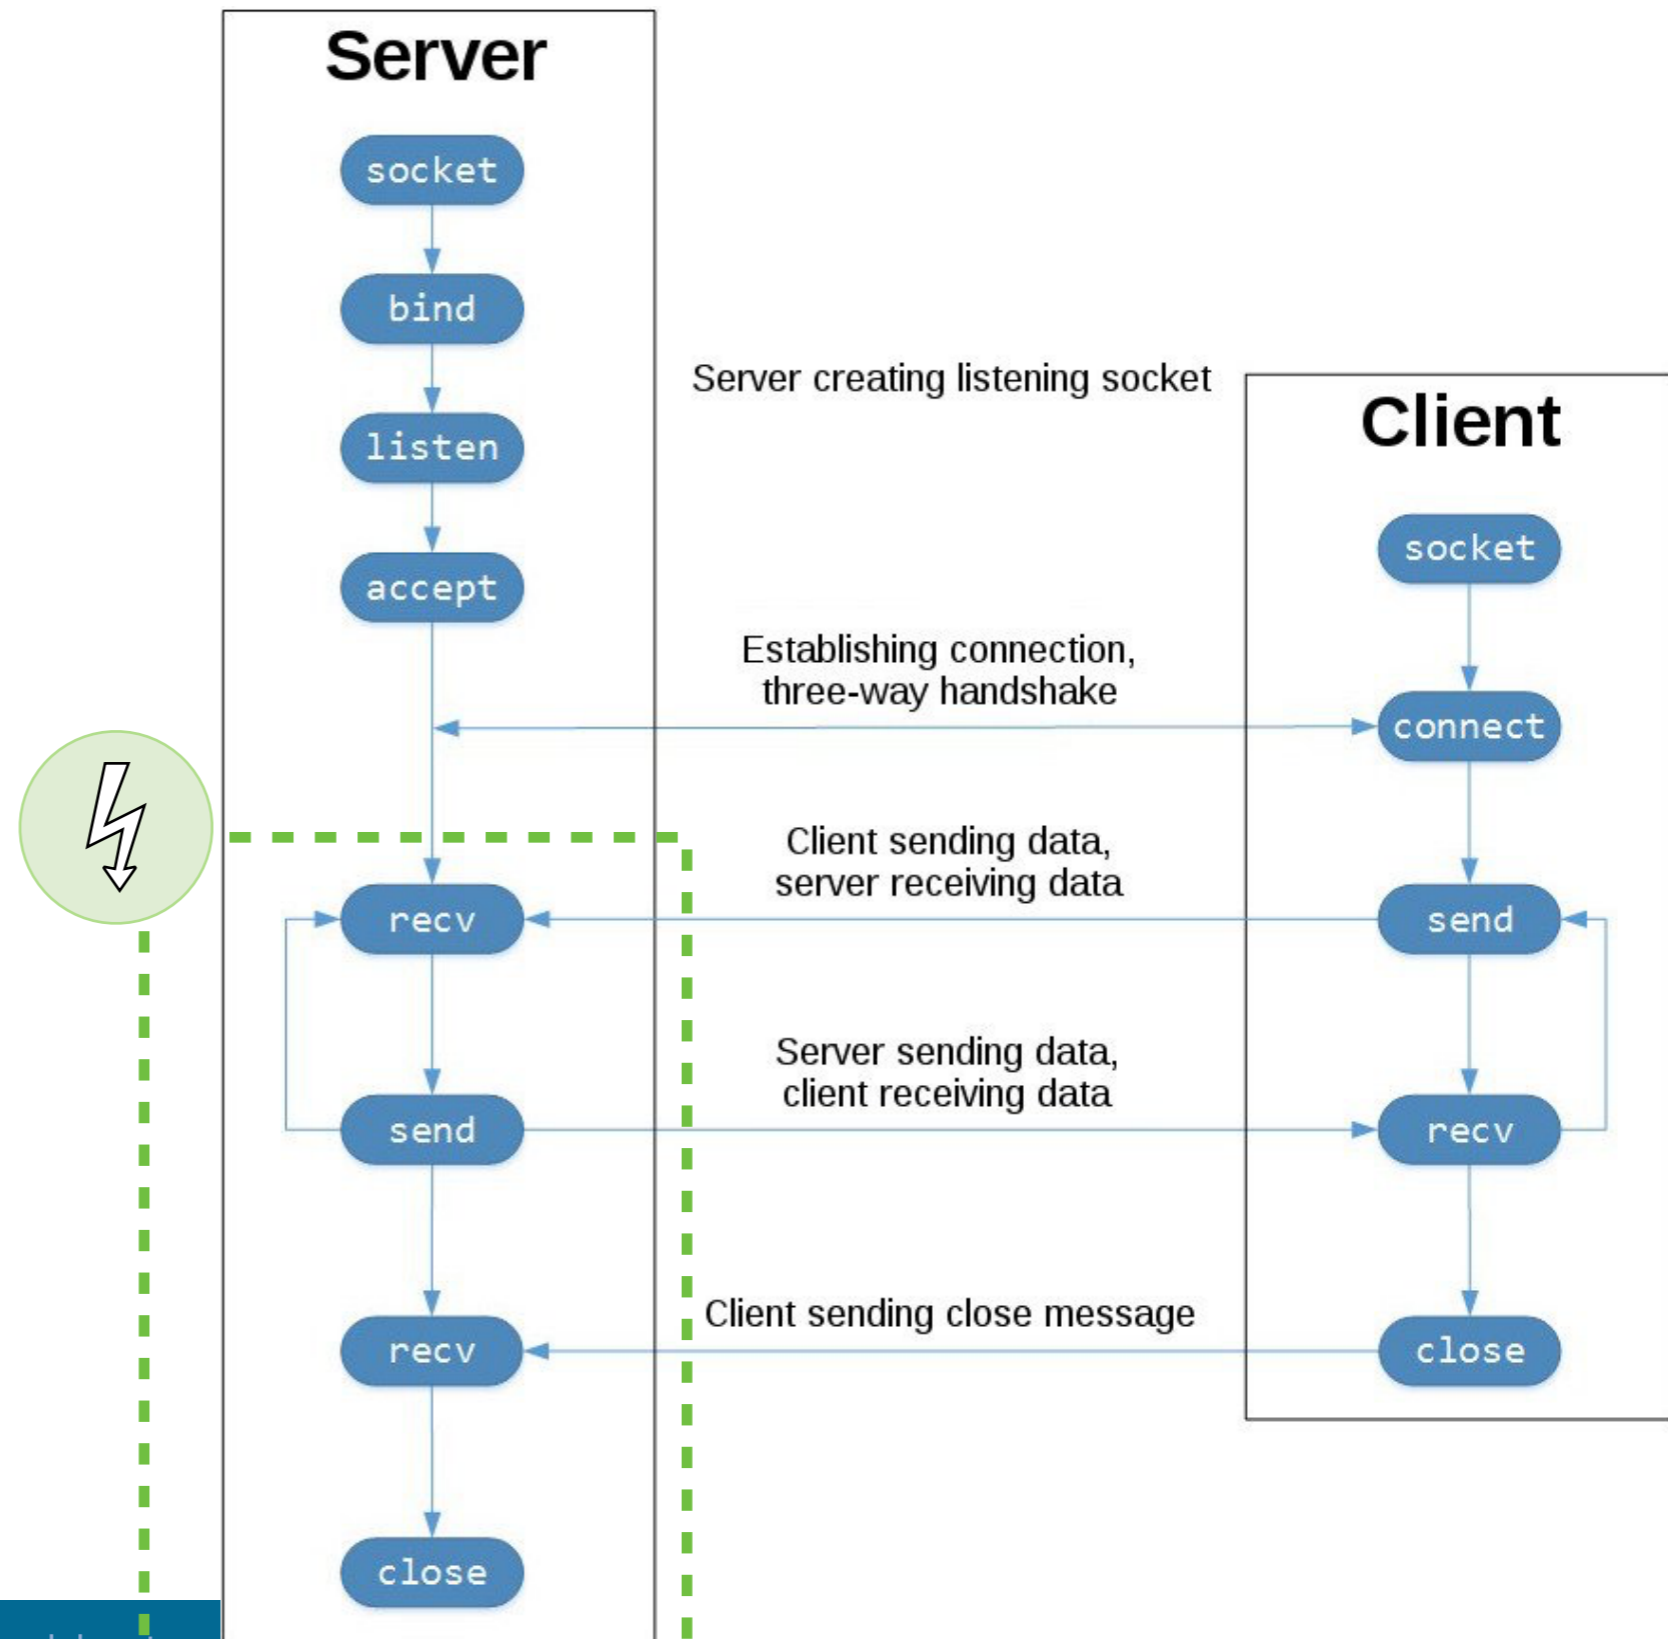 Server
socket
bind
Server creating listening socket
Client
listen
socket
accept
Establishing connection,
three-way handshake
connect
Client sending data,
server receiving data
recv
send
Server sending data,
client receiving data
send
recv
Client sending close message
recv
close
close